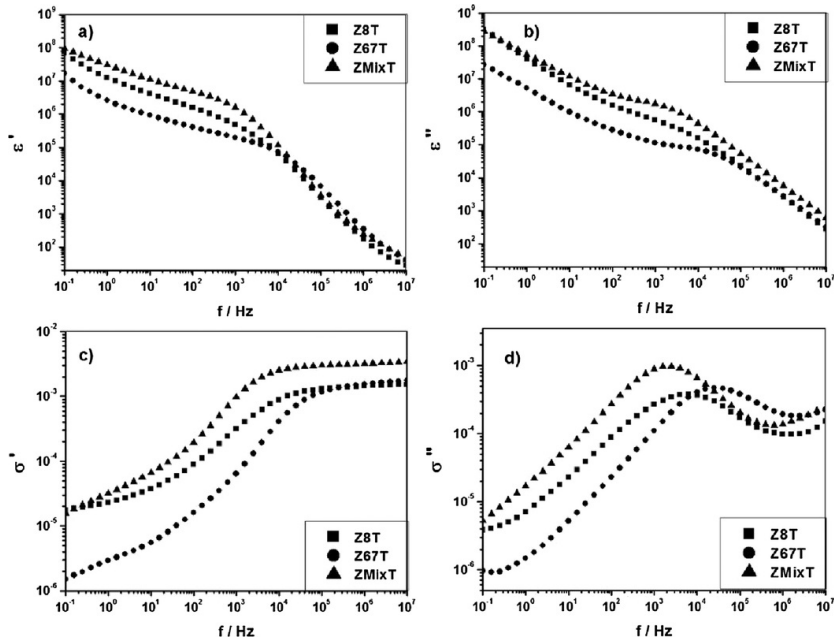 a)
Z8T
Z67T
ZMixT
10⁹
10⁸
10⁷
10⁶
10⁵
10⁴
10³
10²
ε'
10⁻¹ 10⁰ 10¹ 10² 10³ 10⁴ 10⁵ 10⁶ 10⁷
f / Hz
b)
Z8T
Z67T
ZMixT
10⁹
10⁸
10⁷
10⁶
10⁵
10⁴
10³
10²
ε"
10⁻¹ 10⁰ 10¹ 10² 10³ 10⁴ 10⁵ 10⁶ 10⁷
f / Hz
c)
10⁻²
10⁻³
10⁻⁴
10⁻⁵
10⁻⁶
σ'
Z8T
Z67T
ZMixT
10⁻¹ 10⁰ 10¹ 10² 10³ 10⁴ 10⁵ 10⁶ 10⁷
f / Hz
d)
10⁻³
10⁻⁴
10⁻⁵
10⁻⁶
σ"
Z8T
Z67T
ZMixT
10⁻¹ 10⁰ 10¹ 10² 10³ 10⁴ 10⁵ 10⁶ 10⁷
f / Hz